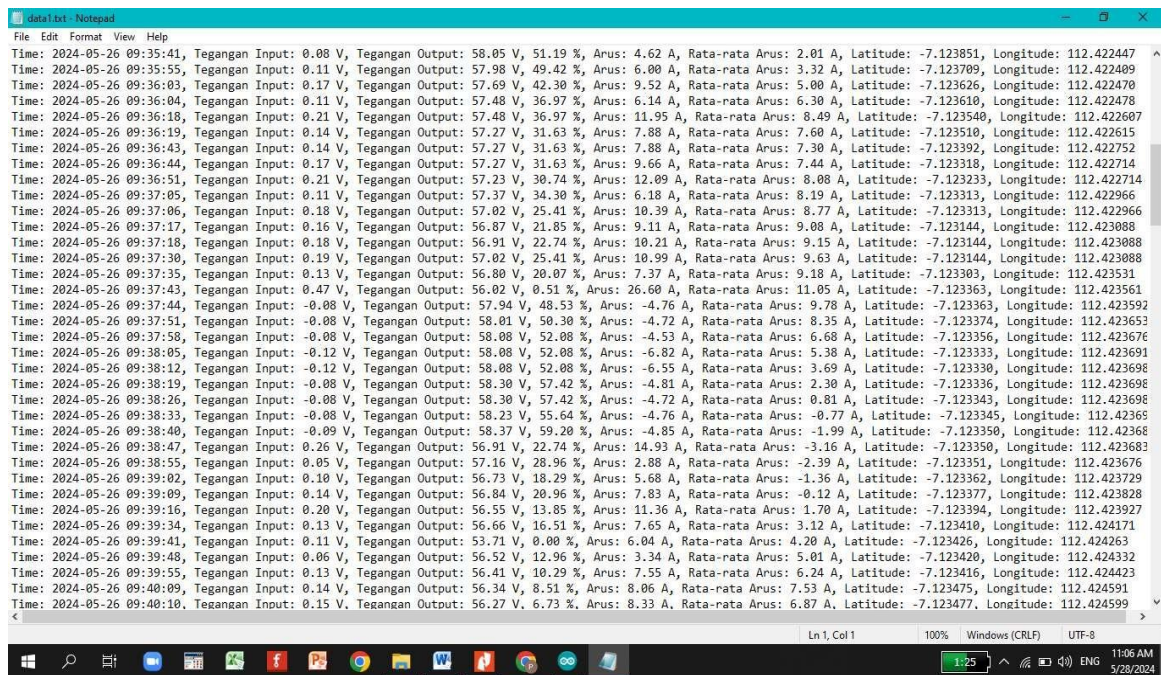 data1.txt - Notepad
File Edit Format View Help
Time: 2024-05-26 09:35:41, Tegangan Input: 0.08 V, Tegangan Output: 58.05 V, 51.19 %, Arus: 4.62 A, Rata-rata Arus: 2.01 A, Latitude: -7.123851, Longitude: 112.422447
Time: 2024-05-26 09:35:55, Tegangan Input: 0.11 V, Tegangan Output: 57.98 V, 49.42 %, Arus: 6.00 A, Rata-rata Arus: 3.32 A, Latitude: -7.123709, Longitude: 112.422409
Time: 2024-05-26 09:36:03, Tegangan Input: 0.17 V, Tegangan Output: 57.69 V, 42.30 %, Arus: 9.52 A, Rata-rata Arus: 5.00 A, Latitude: -7.123626, Longitude: 112.422470
Time: 2024-05-26 09:36:04, Tegangan Input: 0.11 V, Tegangan Output: 57.48 V, 36.97 %, Arus: 6.14 A, Rata-rata Arus: 6.30 A, Latitude: -7.123610, Longitude: 112.422478
Time: 2024-05-26 09:36:18, Tegangan Input: 0.21 V, Tegangan Output: 57.48 V, 36.97 %, Arus: 11.95 A, Rata-rata Arus: 8.49 A, Latitude: -7.123540, Longitude: 112.422607
Time: 2024-05-26 09:36:19, Tegangan Input: 0.14 V, Tegangan Output: 57.27 V, 31.63 %, Arus: 7.88 A, Rata-rata Arus: 7.60 A, Latitude: -7.123510, Longitude: 112.422615
Time: 2024-05-26 09:36:43, Tegangan Input: 0.14 V, Tegangan Output: 57.27 V, 31.63 %, Arus: 7.88 A, Rata-rata Arus: 7.30 A, Latitude: -7.123392, Longitude: 112.422752
Time: 2024-05-26 09:36:44, Tegangan Input: 0.17 V, Tegangan Output: 57.27 V, 31.63 %, Arus: 9.66 A, Rata-rata Arus: 7.44 A, Latitude: -7.123318, Longitude: 112.422714
Time: 2024-05-26 09:36:51, Tegangan Input: 0.21 V, Tegangan Output: 57.23 V, 30.74 %, Arus: 12.09 A, Rata-rata Arus: 8.08 A, Latitude: -7.123233, Longitude: 112.422714
Time: 2024-05-26 09:37:05, Tegangan Input: 0.11 V, Tegangan Output: 57.37 V, 34.30 %, Arus: 6.18 A, Rata-rata Arus: 8.19 A, Latitude: -7.123313, Longitude: 112.422966
Time: 2024-05-26 09:37:06, Tegangan Input: 0.18 V, Tegangan Output: 57.02 V, 25.41 %, Arus: 10.39 A, Rata-rata Arus: 8.77 A, Latitude: -7.123313, Longitude: 112.422966
Time: 2024-05-26 09:37:17, Tegangan Input: 0.16 V, Tegangan Output: 56.87 V, 21.85 %, Arus: 9.11 A, Rata-rata Arus: 9.08 A, Latitude: -7.123144, Longitude: 112.423088
Time: 2024-05-26 09:37:18, Tegangan Input: 0.18 V, Tegangan Output: 56.91 V, 22.74 %, Arus: 10.21 A, Rata-rata Arus: 9.15 A, Latitude: -7.123144, Longitude: 112.423088
Time: 2024-05-26 09:37:30, Tegangan Input: 0.19 V, Tegangan Output: 57.02 V, 25.41 %, Arus: 10.99 A, Rata-rata Arus: 9.63 A, Latitude: -7.123144, Longitude: 112.423088
Time: 2024-05-26 09:37:35, Tegangan Input: 0.13 V, Tegangan Output: 56.80 V, 20.07 %, Arus: 7.37 A, Rata-rata Arus: 9.18 A, Latitude: -7.123303, Longitude: 112.423531
Time: 2024-05-26 09:37:43, Tegangan Input: 0.47 V, Tegangan Output: 56.02 V, 0.51 %, Arus: 26.60 A, Rata-rata Arus: 11.05 A, Latitude: -7.123363, Longitude: 112.423561
Time: 2024-05-26 09:37:44, Tegangan Input: -0.08 V, Tegangan Output: 57.94 V, 48.53 %, Arus: -4.76 A, Rata-rata Arus: 9.78 A, Latitude: -7.123363, Longitude: 112.423592
Time: 2024-05-26 09:37:51, Tegangan Input: -0.08 V, Tegangan Output: 58.01 V, 50.30 %, Arus: -4.72 A, Rata-rata Arus: 8.35 A, Latitude: -7.123374, Longitude: 112.423653
Time: 2024-05-26 09:37:58, Tegangan Input: -0.08 V, Tegangan Output: 58.08 V, 52.08 %, Arus: -4.53 A, Rata-rata Arus: 6.68 A, Latitude: -7.123356, Longitude: 112.423676
Time: 2024-05-26 09:38:05, Tegangan Input: -0.12 V, Tegangan Output: 58.08 V, 52.08 %, Arus: -6.82 A, Rata-rata Arus: 5.38 A, Latitude: -7.123333, Longitude: 112.423691
Time: 2024-05-26 09:38:12, Tegangan Input: -0.12 V, Tegangan Output: 58.08 V, 52.08 %, Arus: -6.55 A, Rata-rata Arus: 3.69 A, Latitude: -7.123330, Longitude: 112.423698
Time: 2024-05-26 09:38:19, Tegangan Input: -0.08 V, Tegangan Output: 58.30 V, 57.42 %, Arus: -4.81 A, Rata-rata Arus: 2.30 A, Latitude: -7.123336, Longitude: 112.423698
Time: 2024-05-26 09:38:26, Tegangan Input: -0.08 V, Tegangan Output: 58.30 V, 57.42 %, Arus: -4.72 A, Rata-rata Arus: 0.81 A, Latitude: -7.123343, Longitude: 112.423698
Time: 2024-05-26 09:38:33, Tegangan Input: -0.08 V, Tegangan Output: 58.23 V, 55.64 %, Arus: -4.76 A, Rata-rata Arus: -0.77 A, Latitude: -7.123345, Longitude: 112.42369
Time: 2024-05-26 09:38:40, Tegangan Input: -0.09 V, Tegangan Output: 58.37 V, 59.20 %, Arus: -4.85 A, Rata-rata Arus: -1.99 A, Latitude: -7.123350, Longitude: 112.42368
Time: 2024-05-26 09:38:47, Tegangan Input: 0.26 V, Tegangan Output: 56.91 V, 22.74 %, Arus: 14.93 A, Rata-rata Arus: -3.16 A, Latitude: -7.123350, Longitude: 112.423683
Time: 2024-05-26 09:38:55, Tegangan Input: 0.05 V, Tegangan Output: 57.16 V, 28.96 %, Arus: 2.88 A, Rata-rata Arus: -2.39 A, Latitude: -7.123351, Longitude: 112.423676
Time: 2024-05-26 09:39:02, Tegangan Input: 0.10 V, Tegangan Output: 56.73 V, 18.29 %, Arus: 5.68 A, Rata-rata Arus: -1.36 A, Latitude: -7.123362, Longitude: 112.423729
Time: 2024-05-26 09:39:09, Tegangan Input: 0.14 V, Tegangan Output: 56.84 V, 20.96 %, Arus: 7.83 A, Rata-rata Arus: -0.12 A, Latitude: -7.123377, Longitude: 112.423828
Time: 2024-05-26 09:39:16, Tegangan Input: 0.20 V, Tegangan Output: 56.55 V, 13.85 %, Arus: 11.36 A, Rata-rata Arus: 1.70 A, Latitude: -7.123394, Longitude: 112.423927
Time: 2024-05-26 09:39:34, Tegangan Input: 0.13 V, Tegangan Output: 56.66 V, 16.51 %, Arus: 7.65 A, Rata-rata Arus: 3.12 A, Latitude: -7.123410, Longitude: 112.424171
Time: 2024-05-26 09:39:41, Tegangan Input: 0.11 V, Tegangan Output: 53.71 V, 0.00 %, Arus: 6.04 A, Rata-rata Arus: 4.20 A, Latitude: -7.123426, Longitude: 112.424263
Time: 2024-05-26 09:39:48, Tegangan Input: 0.06 V, Tegangan Output: 56.52 V, 12.96 %, Arus: 3.34 A, Rata-rata Arus: 5.01 A, Latitude: -7.123420, Longitude: 112.424332
Time: 2024-05-26 09:39:55, Tegangan Input: 0.13 V, Tegangan Output: 56.41 V, 10.29 %, Arus: 7.55 A, Rata-rata Arus: 6.24 A, Latitude: -7.123416, Longitude: 112.424423
Time: 2024-05-26 09:40:09, Tegangan Input: 0.14 V, Tegangan Output: 56.34 V, 8.51 %, Arus: 8.06 A, Rata-rata Arus: 7.53 A, Latitude: -7.123475, Longitude: 112.424591
Time: 2024-05-26 09:40:10, Tegangan Input: 0.15 V, Tegangan Output: 56.27 V, 6.73 %, Arus: 8.33 A, Rata-rata Arus: 6.87 A, Latitude: -7.123477, Longitude: 112.424599
Ln 1, Col 1 100% Windows (CRLF) UTF-8
1:25 ENG 11:06 AM
5/28/2024